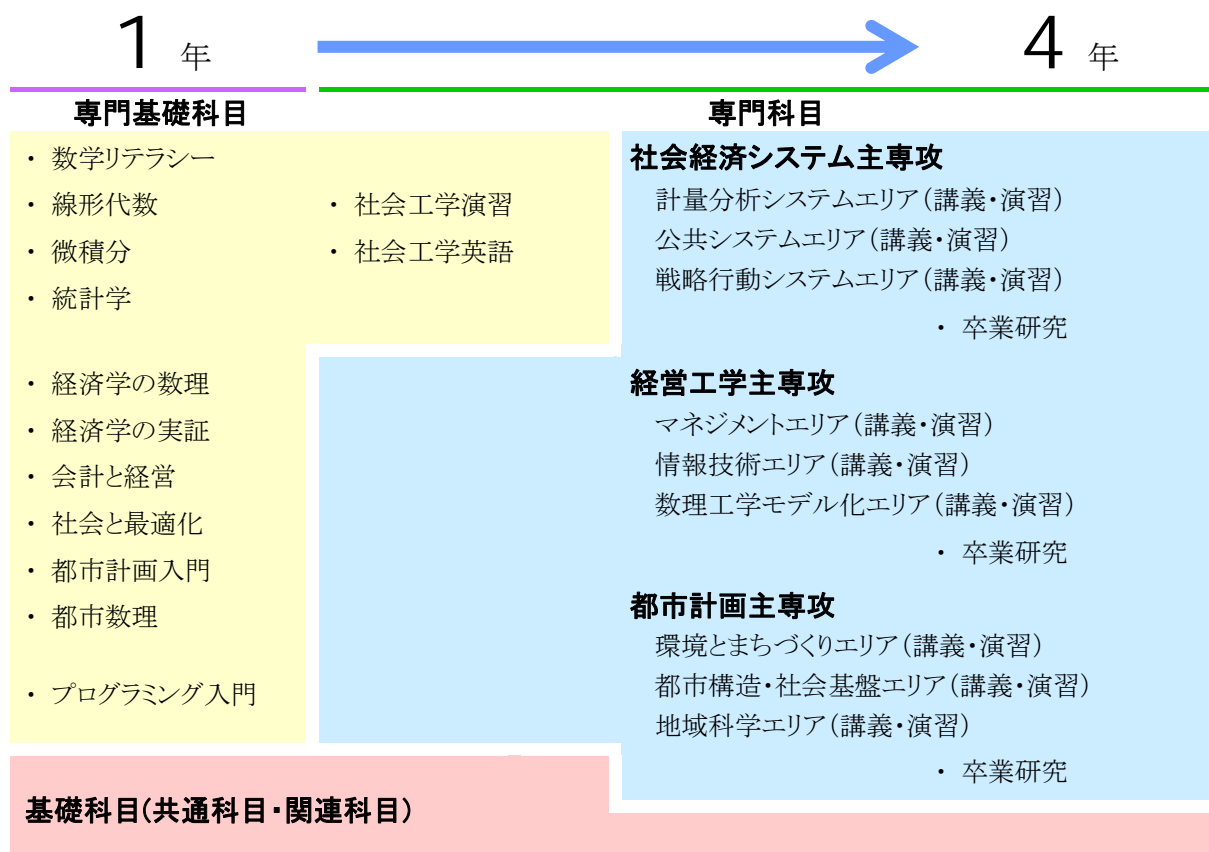 1 年
4 年
専門基礎科目
専門科目
・ 数学リテラシー
・ 線形代数
・ 微積分
・ 統計学
・ 社会工学演習
・ 社会工学英語
・ 経済学の数理
・ 経済学の実証
・ 会計と経営
・ 社会と最適化
・ 都市計画入門
・ 都市数理
・ プログラミング入門
社会経済システム主専攻
計量分析システムエリア(講義・演習)
公共システムエリア(講義・演習)
戦略行動システムエリア(講義・演習)
・ 卒業研究
経営工学主専攻
マネジメントエリア(講義・演習)
情報技術エリア(講義・演習)
数理工学モデル化エリア(講義・演習)
・ 卒業研究
都市計画主専攻
環境とまちづくりエリア(講義・演習)
都市構造・社会基盤エリア(講義・演習)
地域科学エリア(講義・演習)
・ 卒業研究
基礎科目(共通科目・関連科目)